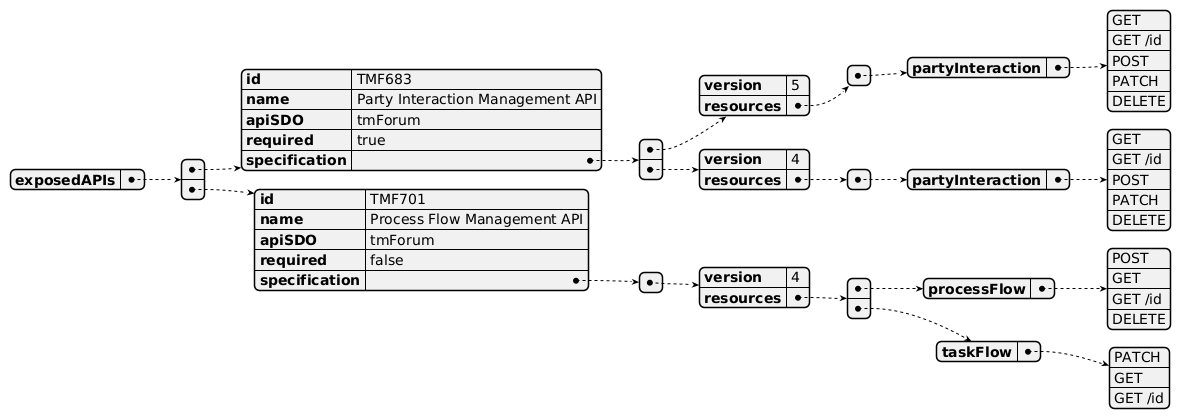 exposedAPIs
id TMF683
name Party Interaction Management API
apiSDO tmForum
required true
specification
version 5
resources
partyInteraction
GET
GET /id
POST
PATCH
DELETE
version 4
resources
partyInteraction
GET
GET /id
POST
PATCH
DELETE
id TMF701
name Process Flow Management API
apiSDO tmForum
required false
specification
version 4
resources
processFlow
POST
GET
GET /id
DELETE
taskFlow
PATCH
GET
GET /id